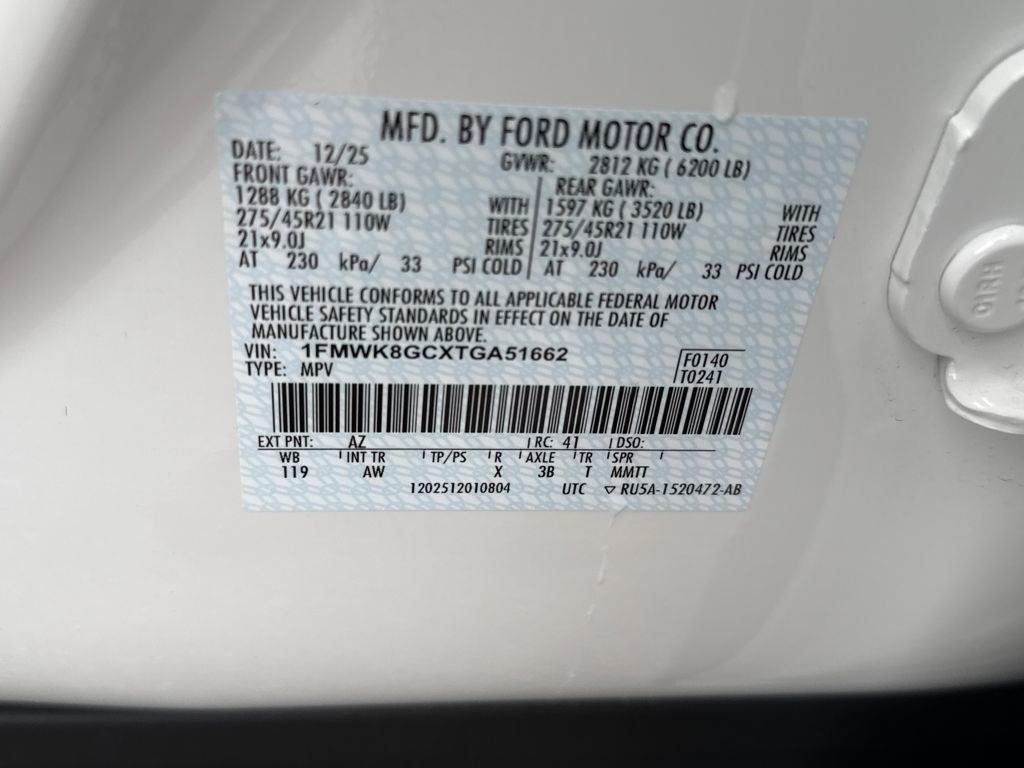 MFD. BY FORD MOTOR CO.
DATE: 12/25 GVWR: 2812 KG ( 6200 LB)
FRONT GAWR: REAR GAWR:
1288 KG ( 2840 LB) WITH 1597 KG ( 3520 LB) WITH
275/45R21 110W TIRES 275/45R21 110W TIRES
21x9.0J RIMS 21x9.0J RIMS
AT 230 kPa/ 33 PSI COLD AT 230 kPa/ 33 PSI COLD
THIS VEHICLE CONFORMS TO ALL APPLICABLE FEDERAL MOTOR
VEHICLE SAFETY STANDARDS IN EFFECT ON THE DATE OF
MANUFACTURE SHOWN ABOVE.
VIN: 1FMWK8GCXTGA51662 F0140
TYPE: MPV T0241
EXT PNT: AZ RC: 41 DSO:
WB INT TR TP/PS R AXLE TR SPR
119 AW X 3B T MMTT
1202512010804 UTC ▽ RU5A-1520472-AB